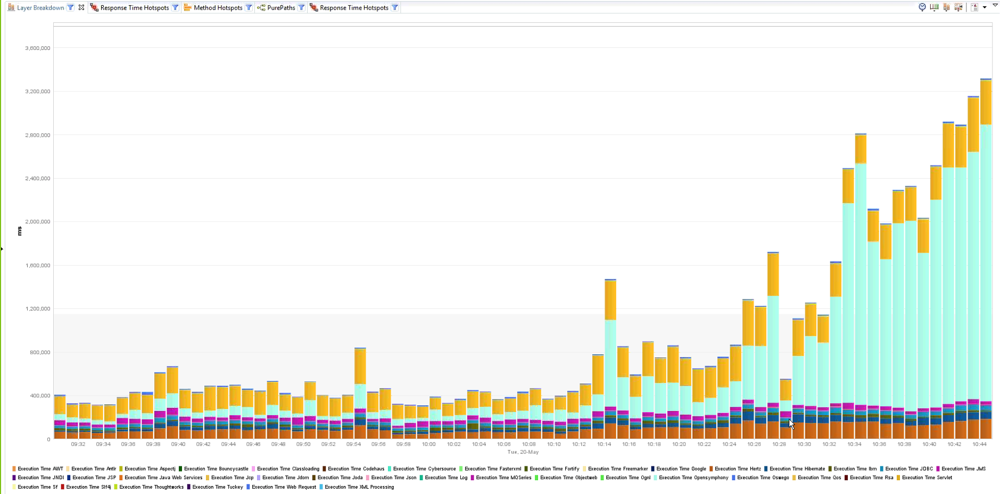 Layer Breakdown Response Time Hotspots Method Hotspots PurePaths Response Time Hotspots
3,600,000
3,200,000
2,800,000
2,400,000
2,000,000
ms
1,600,000
1,200,000
800,000
400,000
0
09:32 09:34 09:36 09:38 09:40 09:42 09:44 09:46 09:48 09:50 09:52 09:54 09:56 09:58 10:00 10:02 10:04 10:06 10:08 10:10 10:12 10:14 10:16 10:18 10:20 10:22 10:24 10:26 10:28 10:30 10:32 10:34 10:36 10:38 10:40 10:42 10:44
Tue, 20-May
Execution Time AWT Execution Time Antlr Execution Time Aspectj Execution Time Bouncycastle Execution Time Classloading Execution Time Codehaus Execution Time Cybersource Execution Time Fasterxml Execution Time Fortify Execution Time Freemarker Execution Time Google Execution Time Hertz Execution Time Hibernate Execution Time Ibm Execution Time JDBC Execution Time JMS
Execution Time JNDI Execution Time JSP Execution Time Java Web Services Execution Time Jcp Execution Time Jdom Execution Time Joda Execution Time Json Execution Time Log Execution Time MQSeries Execution Time Objectweb Execution Time Ognl Execution Time Opensymphony Execution Time Oswego Execution Time Qos Execution Time Rsa Execution Time Servlet
Execution Time Sf Execution Time Slf4j Execution Time Thoughtworks Execution Time Tuckey Execution Time Web Request Execution Time XML Processing